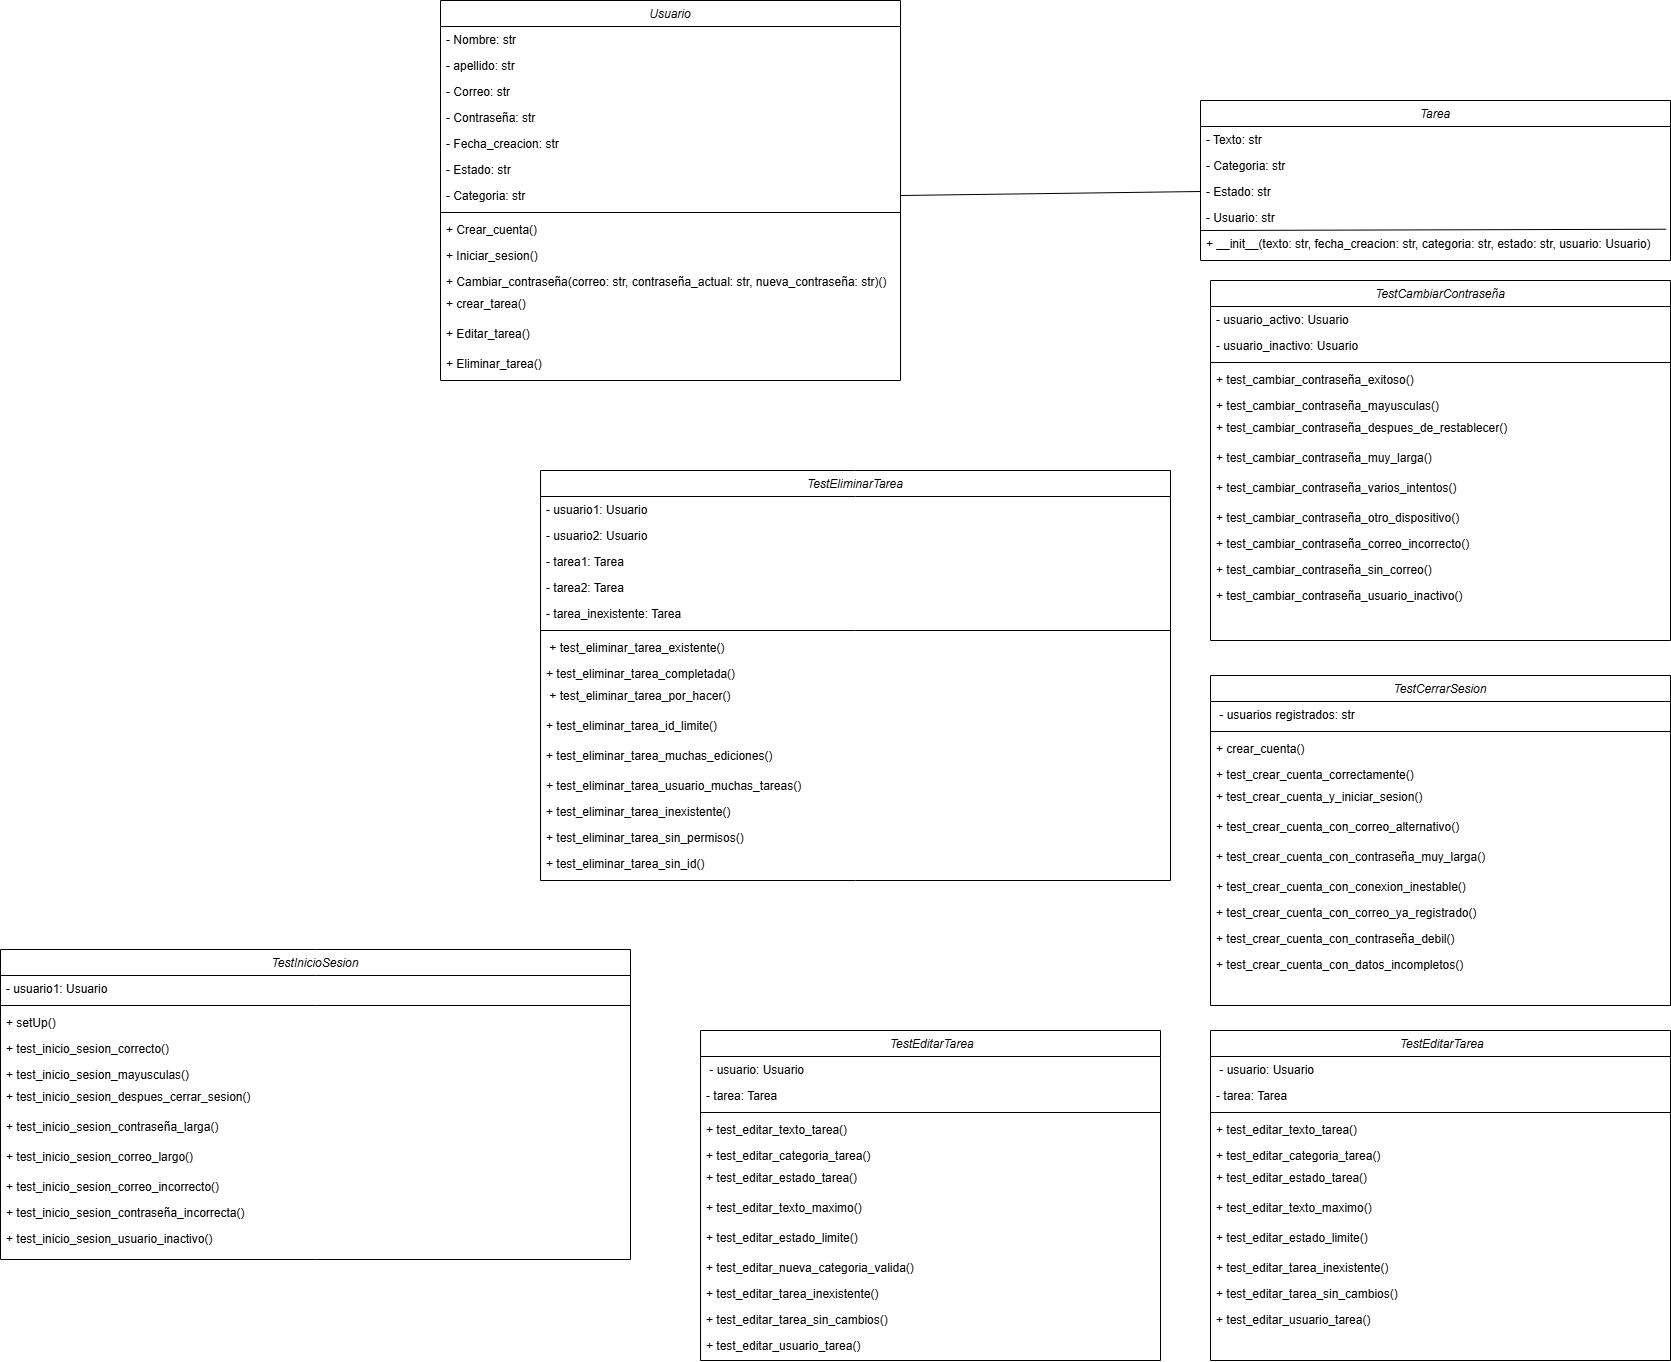 Usuario
- Nombre: str
- apellido: str
- Correo: str
- Contraseña: str
- Fecha_creacion: str
- Estado: str
- Categoria: str
+ Crear_cuenta()
+ Iniciar_sesion()
+ Cambiar_contraseña(correo: str, contraseña_actual: str, nueva_contraseña: str)()
+ crear_tarea()
+ Editar_tarea()
+ Eliminar_tarea()
Tarea
- Texto: str
- Categoria: str
- Estado: str
- Usuario: str
+ __init__(texto: str, fecha_creacion: str, categoria: str, estado: str, usuario: Usuario)
TestCambiarContraseña
- usuario_activo: Usuario
- usuario_inactivo: Usuario
+ test_cambiar_contraseña_exitoso()
+ test_cambiar_contraseña_mayusculas()
+ test_cambiar_contraseña_despues_de_restablecer()
+ test_cambiar_contraseña_muy_larga()
+ test_cambiar_contraseña_varios_intentos()
+ test_cambiar_contraseña_otro_dispositivo()
+ test_cambiar_contraseña_correo_incorrecto()
+ test_cambiar_contraseña_sin_correo()
+ test_cambiar_contraseña_usuario_inactivo()
TestEliminarTarea
- usuario1: Usuario
- usuario2: Usuario
- tarea1: Tarea
- tarea2: Tarea
- tarea_inexistente: Tarea
+ test_eliminar_tarea_existente()
+ test_eliminar_tarea_completada()
+ test_eliminar_tarea_por_hacer()
+ test_eliminar_tarea_id_limite()
+ test_eliminar_tarea_muchas_ediciones()
+ test_eliminar_tarea_usuario_muchas_tareas()
+ test_eliminar_tarea_inexistente()
+ test_eliminar_tarea_sin_permisos()
+ test_eliminar_tarea_sin_id()
TestCerrarSesion
- usuarios registrados: str
+ crear_cuenta()
+ test_crear_cuenta_correctamente()
+ test_crear_cuenta_y_iniciar_sesion()
+ test_crear_cuenta_con_correo_alternativo()
+ test_crear_cuenta_con_contraseña_muy_larga()
+ test_crear_cuenta_con_conexion_inestable()
+ test_crear_cuenta_con_correo_ya_registrado()
+ test_crear_cuenta_con_contraseña_debil()
+ test_crear_cuenta_con_datos_incompletos()
TestInicioSesion
- usuario1: Usuario
+ setUp()
+ test_inicio_sesion_correcto()
+ test_inicio_sesion_mayusculas()
+ test_inicio_sesion_despues_cerrar_sesion()
+ test_inicio_sesion_contraseña_larga()
+ test_inicio_sesion_correo_largo()
+ test_inicio_sesion_correo_incorrecto()
+ test_inicio_sesion_contraseña_incorrecta()
+ test_inicio_sesion_usuario_inactivo()
TestEditarTarea
- usuario: Usuario
- tarea: Tarea
+ test_editar_texto_tarea()
+ test_editar_categoria_tarea()
+ test_editar_estado_tarea()
+ test_editar_texto_maximo()
+ test_editar_estado_limite()
+ test_editar_nueva_categoria_valida()
+ test_editar_tarea_inexistente()
+ test_editar_tarea_sin_cambios()
+ test_editar_usuario_tarea()
TestEditarTarea
- usuario: Usuario
- tarea: Tarea
+ test_editar_texto_tarea()
+ test_editar_categoria_tarea()
+ test_editar_estado_tarea()
+ test_editar_texto_maximo()
+ test_editar_estado_limite()
+ test_editar_tarea_inexistente()
+ test_editar_tarea_sin_cambios()
+ test_editar_usuario_tarea()